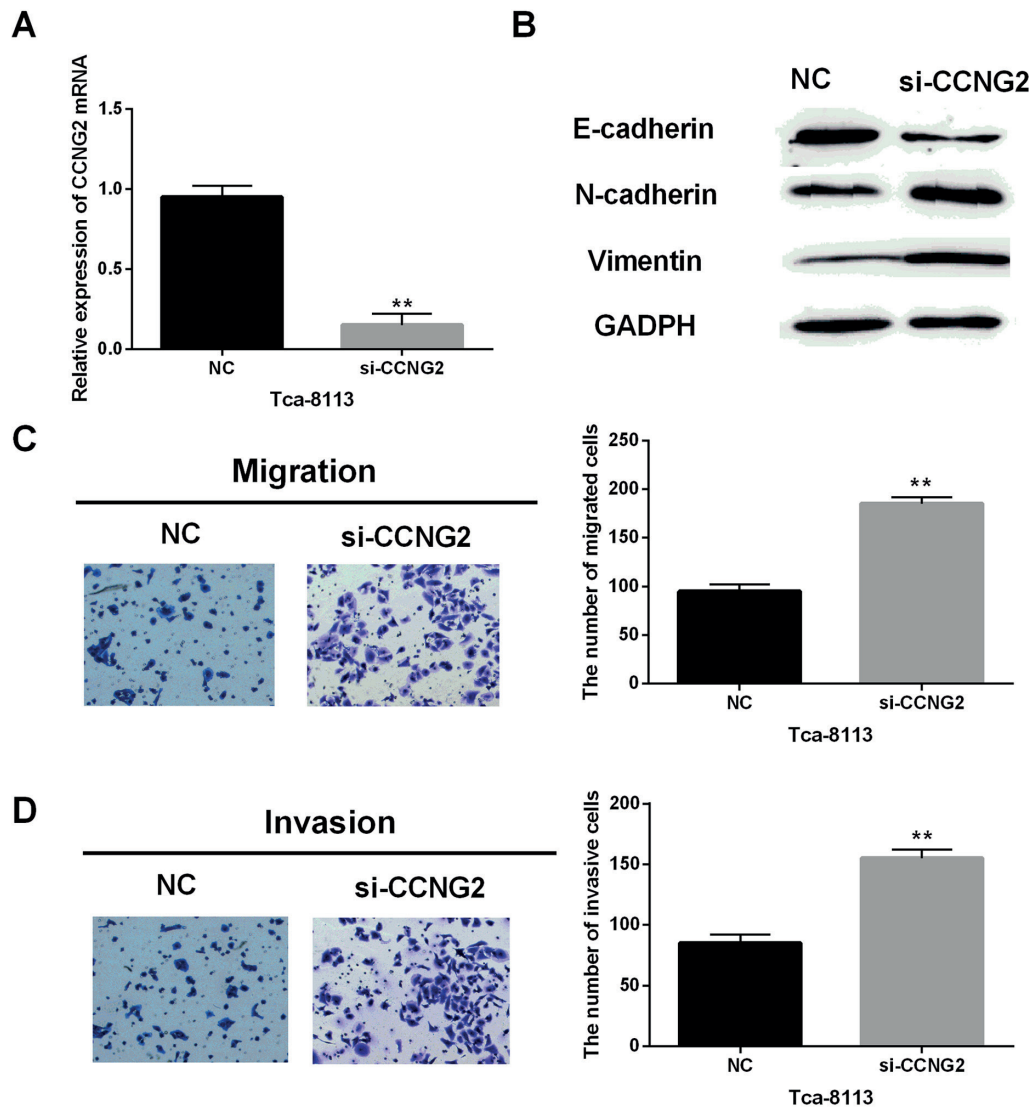 A
Relative expression of CCNG2 mRNA
1.5
1.0
0.5
0.0
**
NC
si-CCNG2
Tca-8113
B
NC si-CCNG2
E-cadherin
N-cadherin
Vimentin
GADPH
C
Migration
NC si-CCNG2
The number of migrated cells
250
200
150
100
50
0
**
NC
si-CCNG2
Tca-8113
D
Invasion
NC si-CCNG2
The number of invasive cells
200
150
100
50
0
**
NC
si-CCNG2
Tca-8113